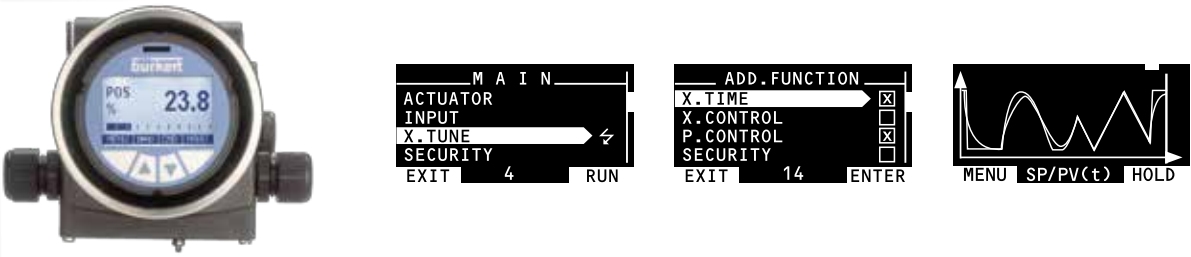 burkert
POS
%
23.8
M A I N
ACTUATOR
INPUT
X.TUNE
SECURITY
EXIT 4 RUN
ADD.FUNCTION
X.TIME X
X.CONTROL
P.CONTROL X
SECURITY
EXIT 14 ENTER
MENU SP/PV(t) HOLD